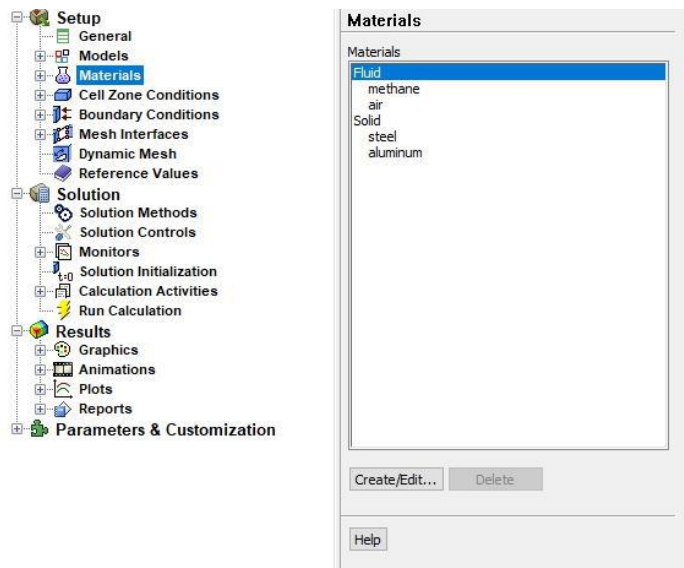 Setup
General
Models
Materials
Cell Zone Conditions
Boundary Conditions
Mesh Interfaces
Dynamic Mesh
Reference Values
Solution
Solution Methods
Solution Controls
Monitors
t=0 Solution Initialization
Calculation Activities
Run Calculation
Results
Graphics
Animations
Plots
Reports
Parameters & Customization
Materials
Materials
Fluid
methane
air
Solid
steel
aluminum
Create/Edit... Delete
Help